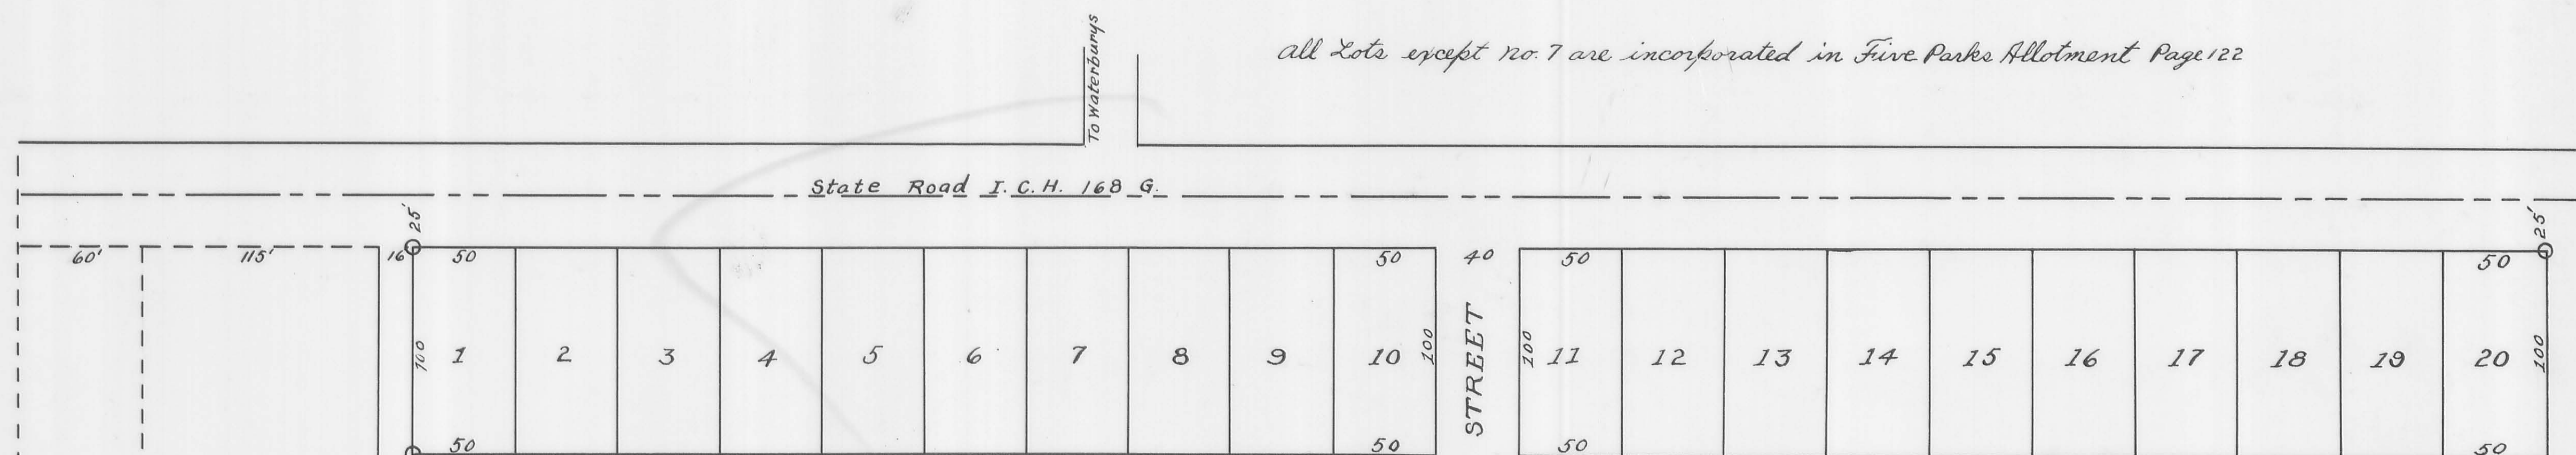 To Waterburys
All Lots except no. 7 are incorporated in Five Parks Allotment Page 122
State Road I.C.H. 168 G.
25' 25'
60' 115' 16 50 50 40 50 50
100 1 2 3 4 5 6 7 8 9 10 100 STREET 100 11 12 13 14 15 16 17 18 19 20 100
50 50 50 50